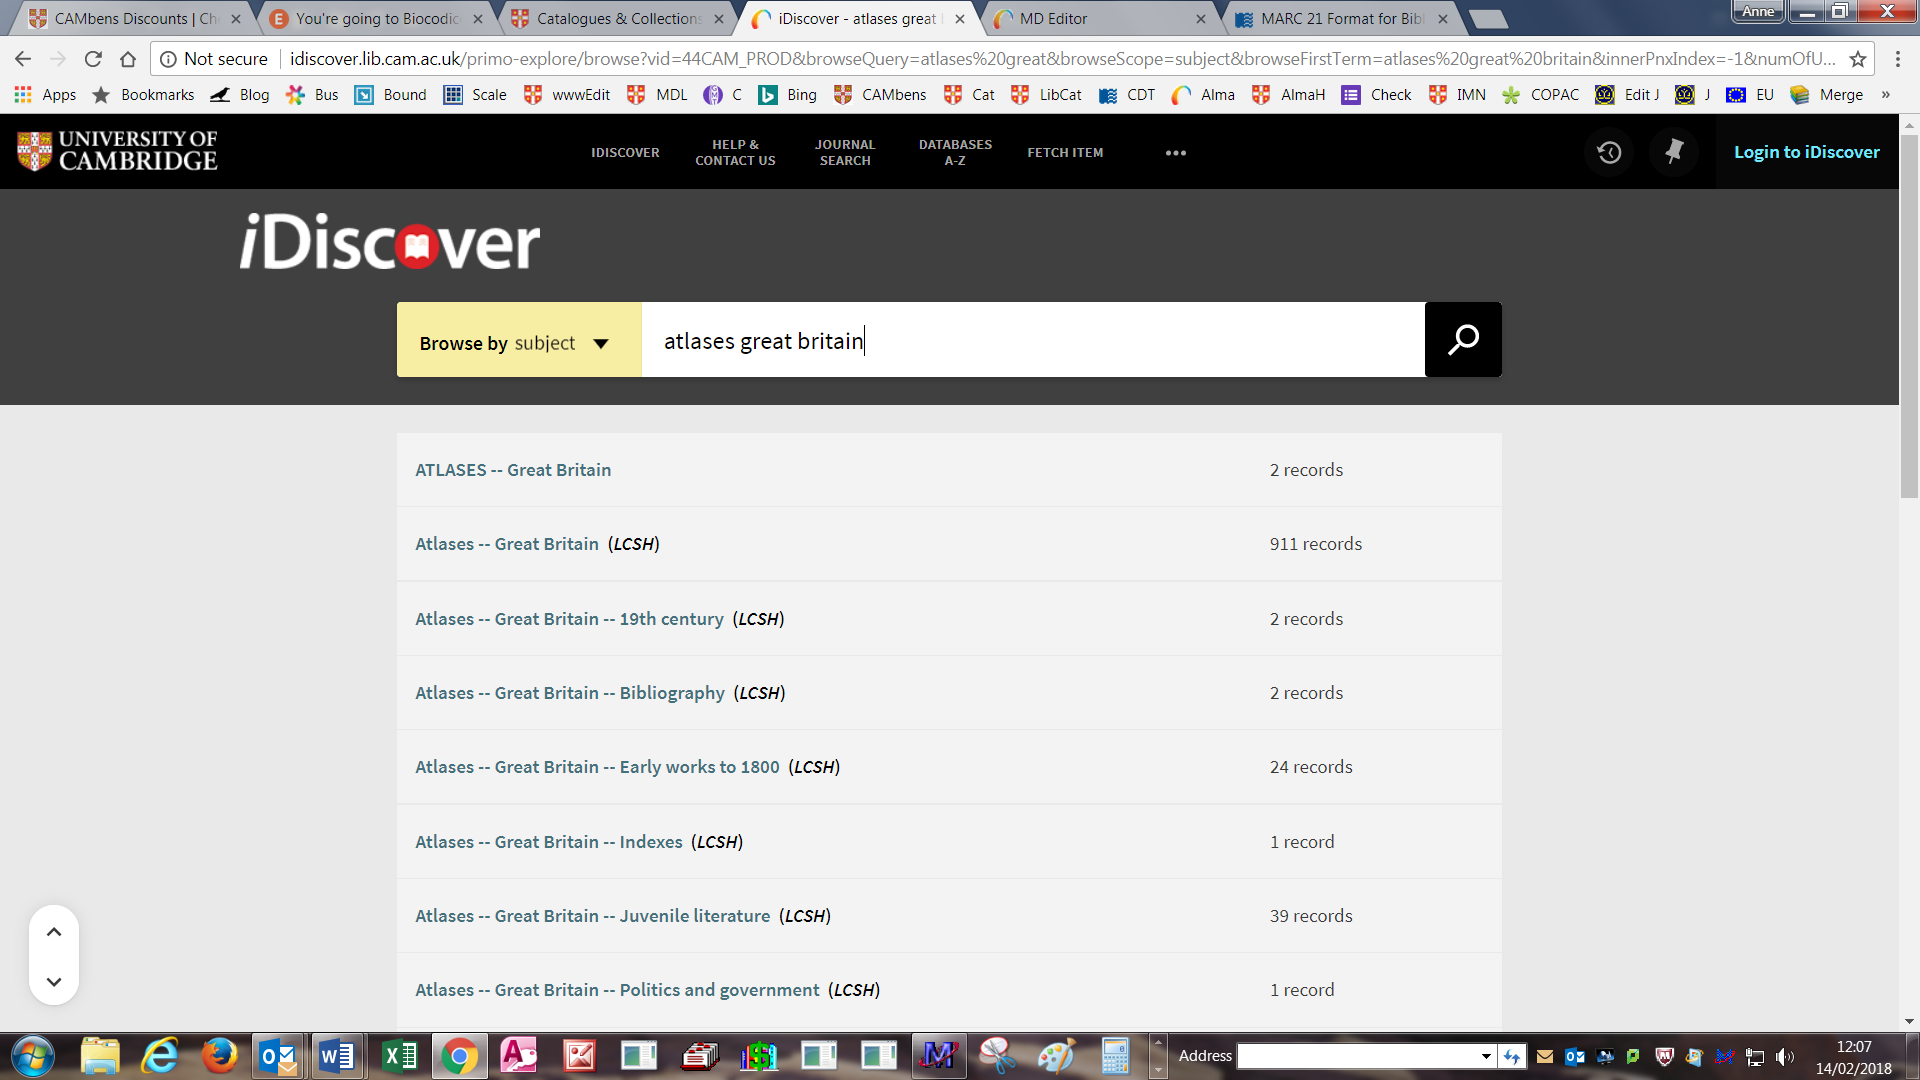 CAMbens Discounts | Ch
You're going to Biocodic
Catalogues & Collections
iDiscover - atlases great
MD Editor
MARC 21 Format for Bib
Anne
Not secure
idiscover.lib.cam.ac.uk/primo-explore/browse?vid=44CAM_PROD&browseQuery=atlases%20great&browseScope=subject&browseFirstTerm=atlases%20great%20britain&innerPnxIndex=-1&numOfU...
Apps Bookmarks Blog Bus Bound Scale wwwEdit MDL C Bing CAMbens Cat LibCat CDT Alma AlmaH Check IMN COPAC Edit J J EU Merge »
UNIVERSITY OF
CAMBRIDGE
IDISCOVER
HELP &
CONTACT US
JOURNAL
SEARCH
DATABASES
A-Z
FETCH ITEM
Login to iDiscover
iDiscover
Browse by subject
atlases great britain
ATLASES -- Great Britain 2 records
Atlases -- Great Britain (LCSH) 911 records
Atlases -- Great Britain -- 19th century (LCSH) 2 records
Atlases -- Great Britain -- Bibliography (LCSH) 2 records
Atlases -- Great Britain -- Early works to 1800 (LCSH) 24 records
Atlases -- Great Britain -- Indexes (LCSH) 1 record
Atlases -- Great Britain -- Juvenile literature (LCSH) 39 records
Atlases -- Great Britain -- Politics and government (LCSH) 1 record
Address
12:07
14/02/2018